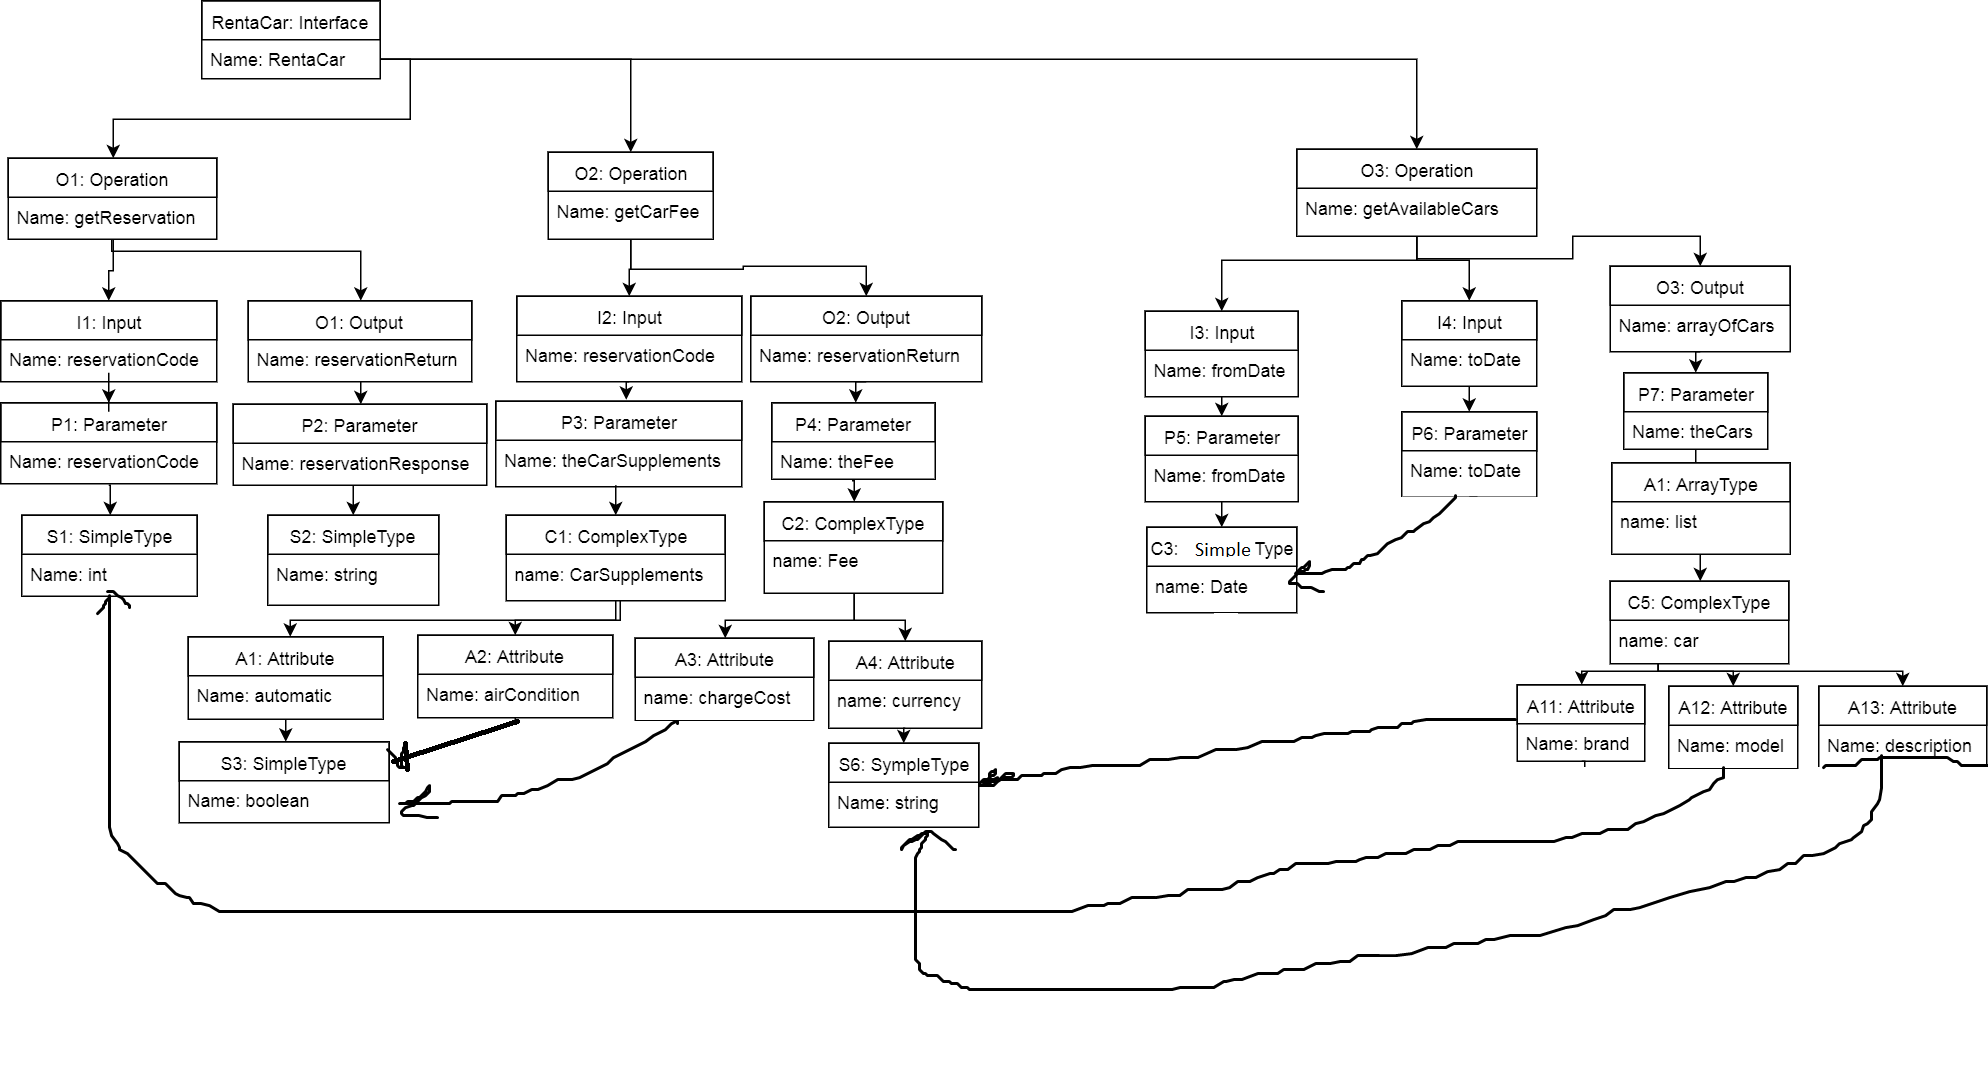 RentaCar: Interface
Name: RentaCar
O1: Operation
Name: getReservation
O2: Operation
Name: getCarFee
O3: Operation
Name: getAvailableCars
I1: Input
Name: reservationCode
O1: Output
Name: reservationReturn
I2: Input
Name: reservationCode
O2: Output
Name: reservationReturn
I3: Input
Name: fromDate
I4: Input
Name: toDate
O3: Output
Name: arrayOfCars
P1: Parameter
Name: reservationCode
P2: Parameter
Name: reservationResponse
P3: Parameter
Name: theCarSupplements
P4: Parameter
Name: theFee
P5: Parameter
Name: fromDate
P6: Parameter
Name: toDate
P7: Parameter
Name: theCars
S1: SimpleType
Name: int
S2: SimpleType
Name: string
C1: ComplexType
name: CarSupplements
C2: ComplexType
name: Fee
C3: Simple Type
name: Date
A1: ArrayType
name: list
C5: ComplexType
name: car
A1: Attribute
Name: automatic
A2: Attribute
Name: airCondition
A3: Attribute
name: chargeCost
A4: Attribute
name: currency
A11: Attribute
Name: brand
A12: Attribute
Name: model
A13: Attribute
Name: description
S3: SimpleType
Name: boolean
S6: SympleType
Name: string